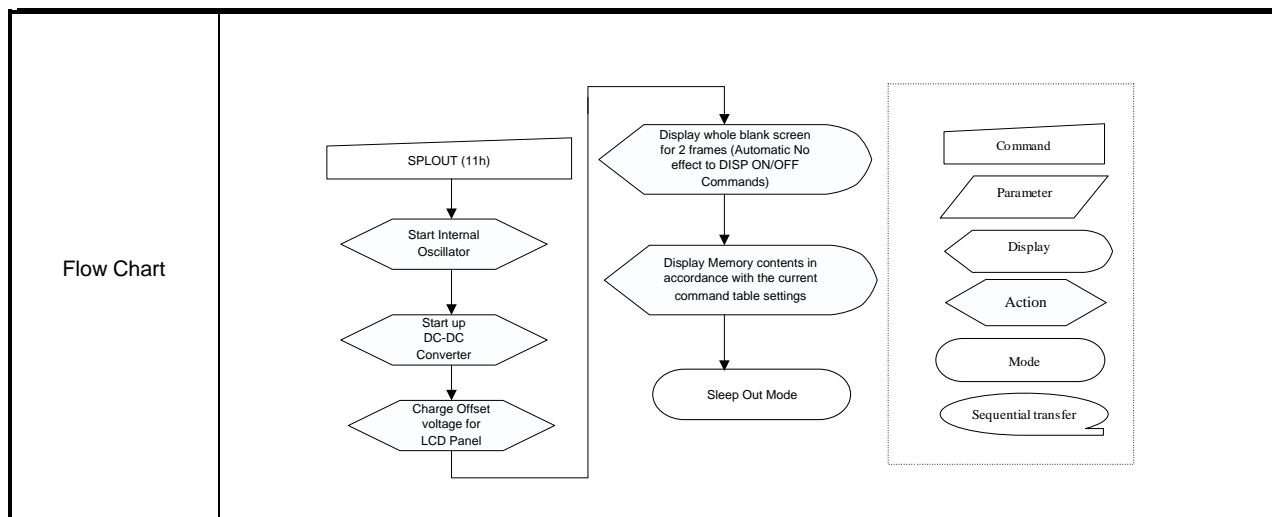 Flow Chart
SPLOUT (11h)
Start Internal
Oscillator
Start up
DC-DC
Converter
Charge Offset
voltage for
LCD Panel
Display whole blank screen
for 2 frames (Automatic No
effect to DISP ON/OFF
Commands)
Display Memory contents in
accordance with the current
command table settings
Sleep Out Mode
Command
Parameter
Display
Action
Mode
Sequential transfer